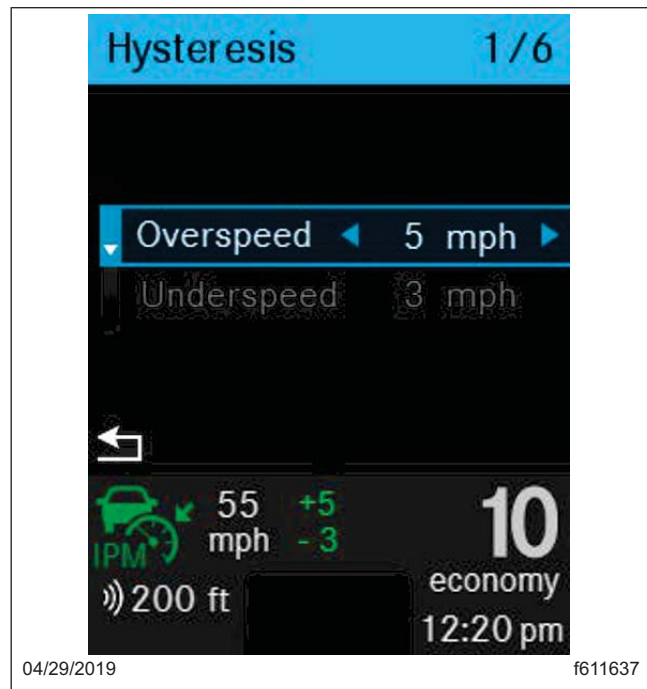 Hysteresis 1/6
Overspeed 5 mph
Underspeed 3 mph
55 +5
mph - 3
IPM
10
economy
200 ft
12:20 pm
04/29/2019 f611637